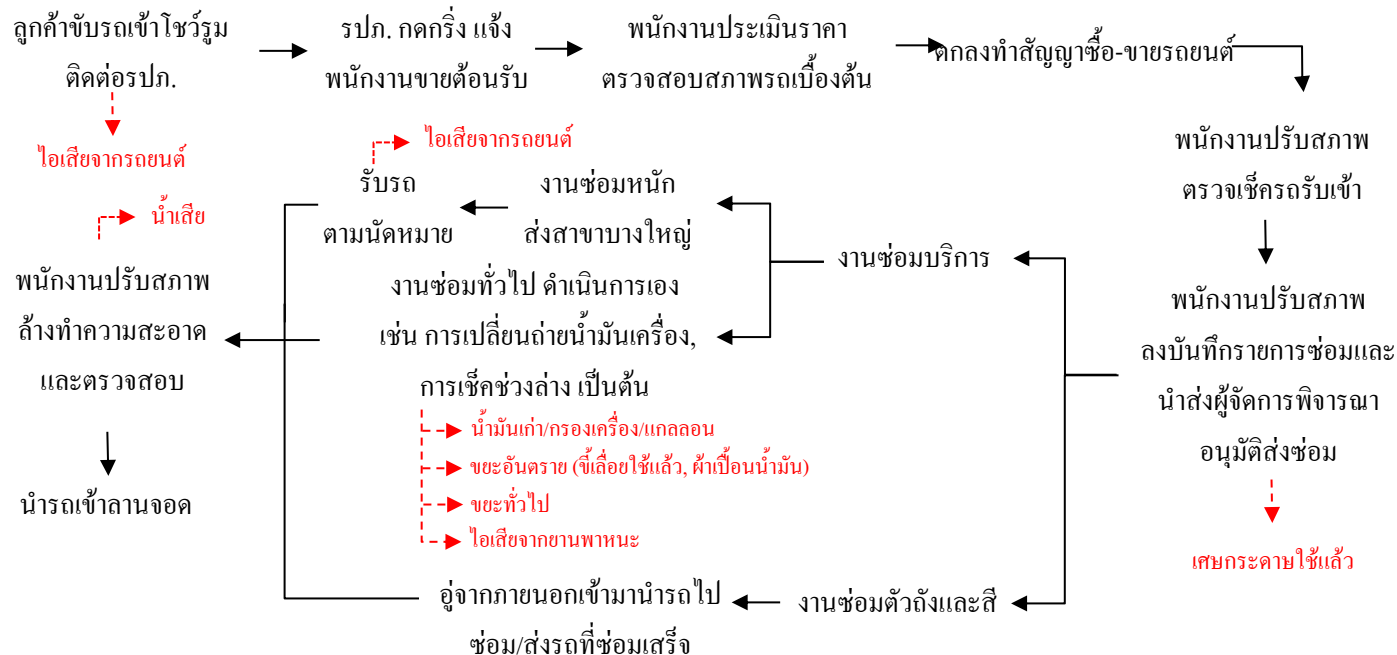 ลูกค้าขับรถเข้าโชว์รูม
ติดต่อรปภ.
รปภ. กดกริ่ง แจ้ง
พนักงานขายต้อนรับ
พนักงานประเมินราคา
ตรวจสอบสภาพรถเบื้องต้น
ตกลงทำสัญญาซื้อ-ขายรถยนต์
ไอเสียจากรถยนต์
พนักงานปรับสภาพ
ตรวจเช็ครถรับเข้า
พนักงานปรับสภาพ
ลงบันทึกรายการซ่อมและ
นำส่งผู้จัดการพิจารณา
อนุมัติส่งซ่อม
เศษกระดาษใช้แล้ว
งานซ่อมบริการ
งานซ่อมหนัก
ส่งสาขาบางใหญ่
ไอเสียจากรถยนต์
รับรถ
ตามนัดหมาย
งานซ่อมทั่วไป ดำเนินการเอง
เช่น การเปลี่ยนถ่ายน้ำมันเครื่อง,
การเช็คช่วงล่าง เป็นต้น
น้ำมันเก่า/กรองเครื่อง/แกลลอน
ขยะอันตราย (ขี้เลื่อยใช้แล้ว, ผ้าเปื้อนน้ำมัน)
ขยะทั่วไป
ไอเสียจากยานพาหนะ
งานซ่อมตัวถังและสี
อู่จากภายนอกเข้ามานำรถไป
ซ่อม/ส่งรถที่ซ่อมเสร็จ
น้ำเสีย
พนักงานปรับสภาพ
ล้างทำความสะอาด
และตรวจสอบ
นำรถเข้าลานจอด